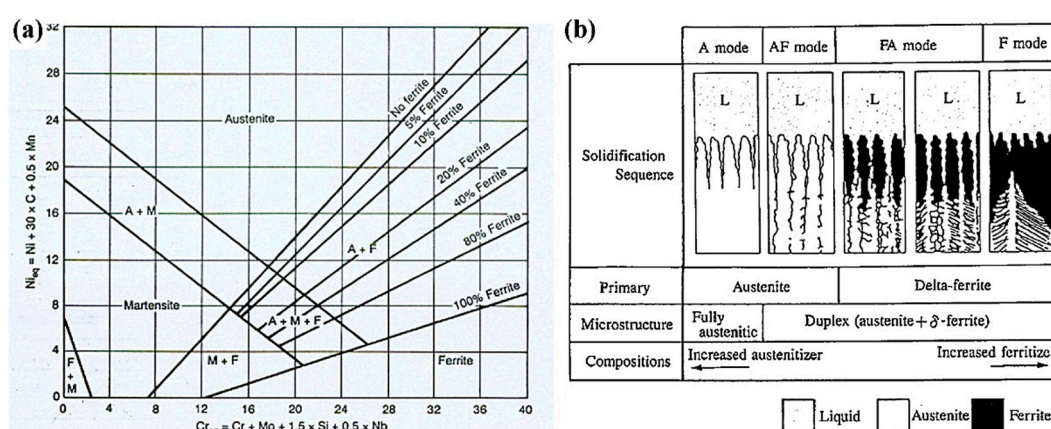 (a)
32
28
24
20
16
12
8
4
0
Ni_eq = Ni + 30 × C + 0.5 × Mn
Austenite
No ferrite
5% Ferrite
10% Ferrite
20% Ferrite
40% Ferrite
80% Ferrite
100% Ferrite
A + M
A + F
Martensite
A + M + F
M + F
Ferrite
F + M
0 4 8 12 16 20 24 28 32 36 40
= Cr + Mo + 1.5 × Si + 0.5 × Nb
(b)
A mode AF mode FA mode F mode
Solidification Sequence
L L L L L
Primary Austenite Delta-ferrite
Microstructure Fully austenitic Duplex (austenite + δ-ferrite)
Compositions Increased austenitizer Increased ferritize
Liquid Austenite Ferrite